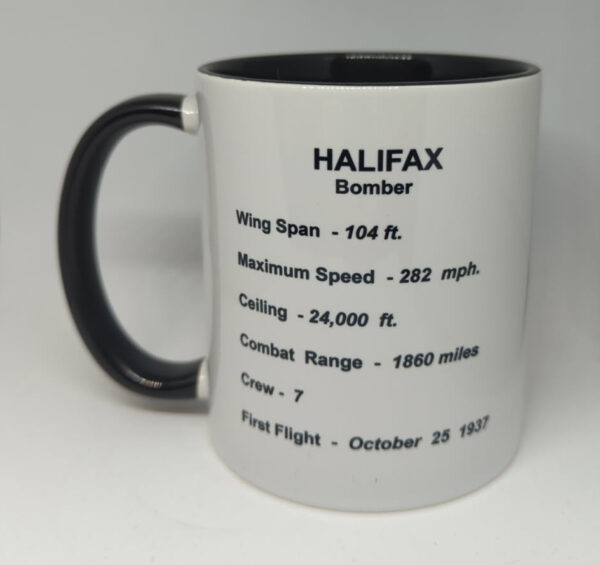 HALIFAX
Bomber
Wing Span - 104 ft.
Maximum Speed - 282 mph.
Ceiling - 24,000 ft.
Combat Range - 1860 miles
Crew - 7
First Flight - October 25 1937